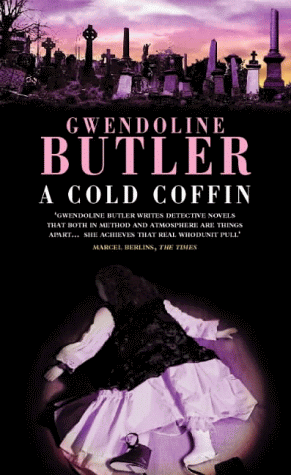 GWENDOLINE
BUTLER
A COLD COFFIN
'GWENDOLINE BUTLER WRITES DETECTIVE NOVELS
THAT BOTH IN METHOD AND ATMOSPHERE ARE THINGS
APART... SHE ACHIEVES THAT REAL WHODUNIT PULL'
MARCEL BERLINS, THE TIMES